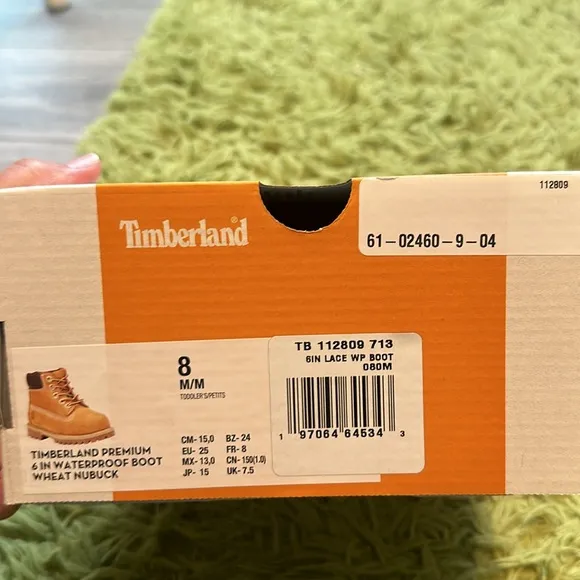 112809
Timberland®
61-02460-9-04
TB 112809 713
6IN LACE WP BOOT
080M
1 97064 64534 3
8
M/M
TODDLER'S/PETITS
CM-15,0 BZ-24
EU-25 FR-8
MX-13,0 CN-150(1.0)
JP-15 UK-7.5
TIMBERLAND PREMIUM
6 IN WATERPROOF BOOT
WHEAT NUBUCK